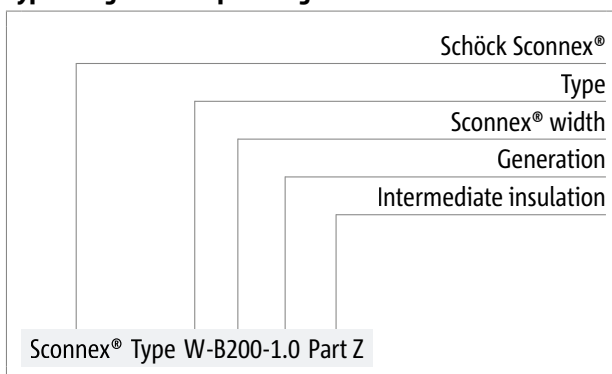 Schöck Sconnex®
Type
Sconnex® width
Generation
Intermediate insulation
Sconnex® Type W-B200-1.0 Part Z